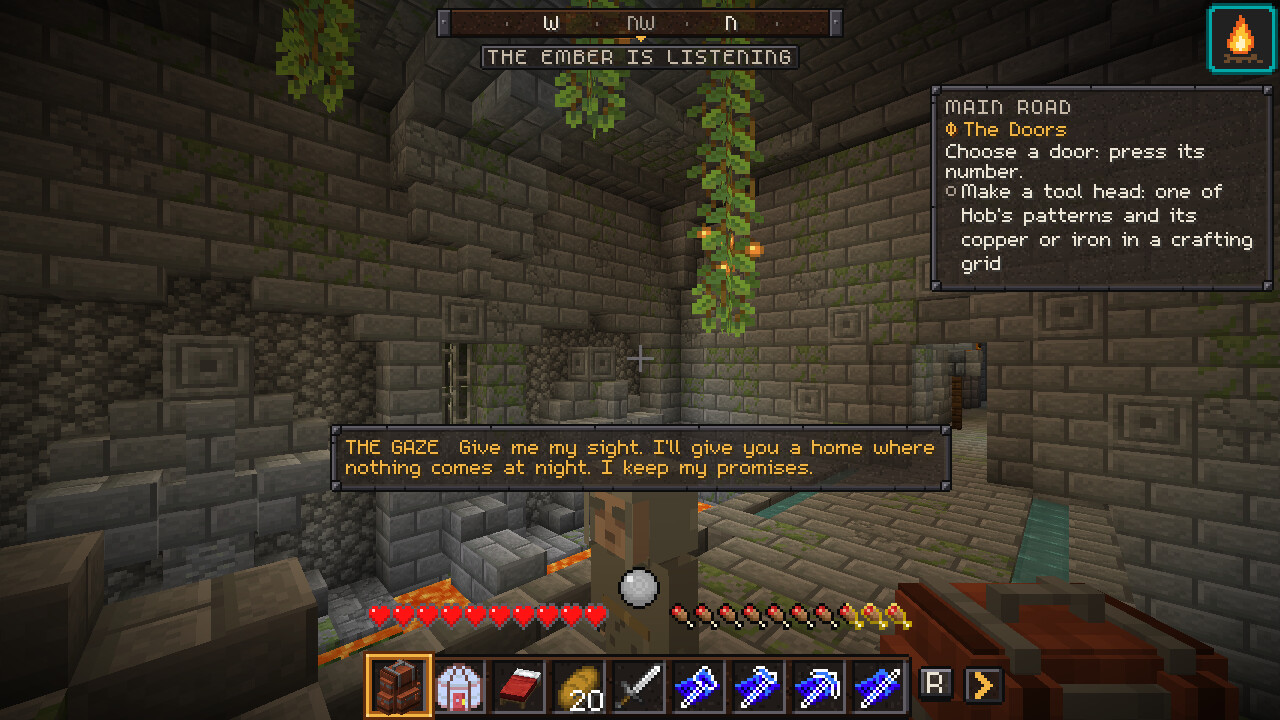 W NW N
THE EMBER IS LISTENING
MAIN ROAD
The Doors
Choose a door: press its
number.
Make a tool head: one of
Hob's patterns and its
copper or iron in a crafting
grid
THE GAZE Give me my sight. I'll give you a home where
nothing comes at night. I keep my promises.
20
R